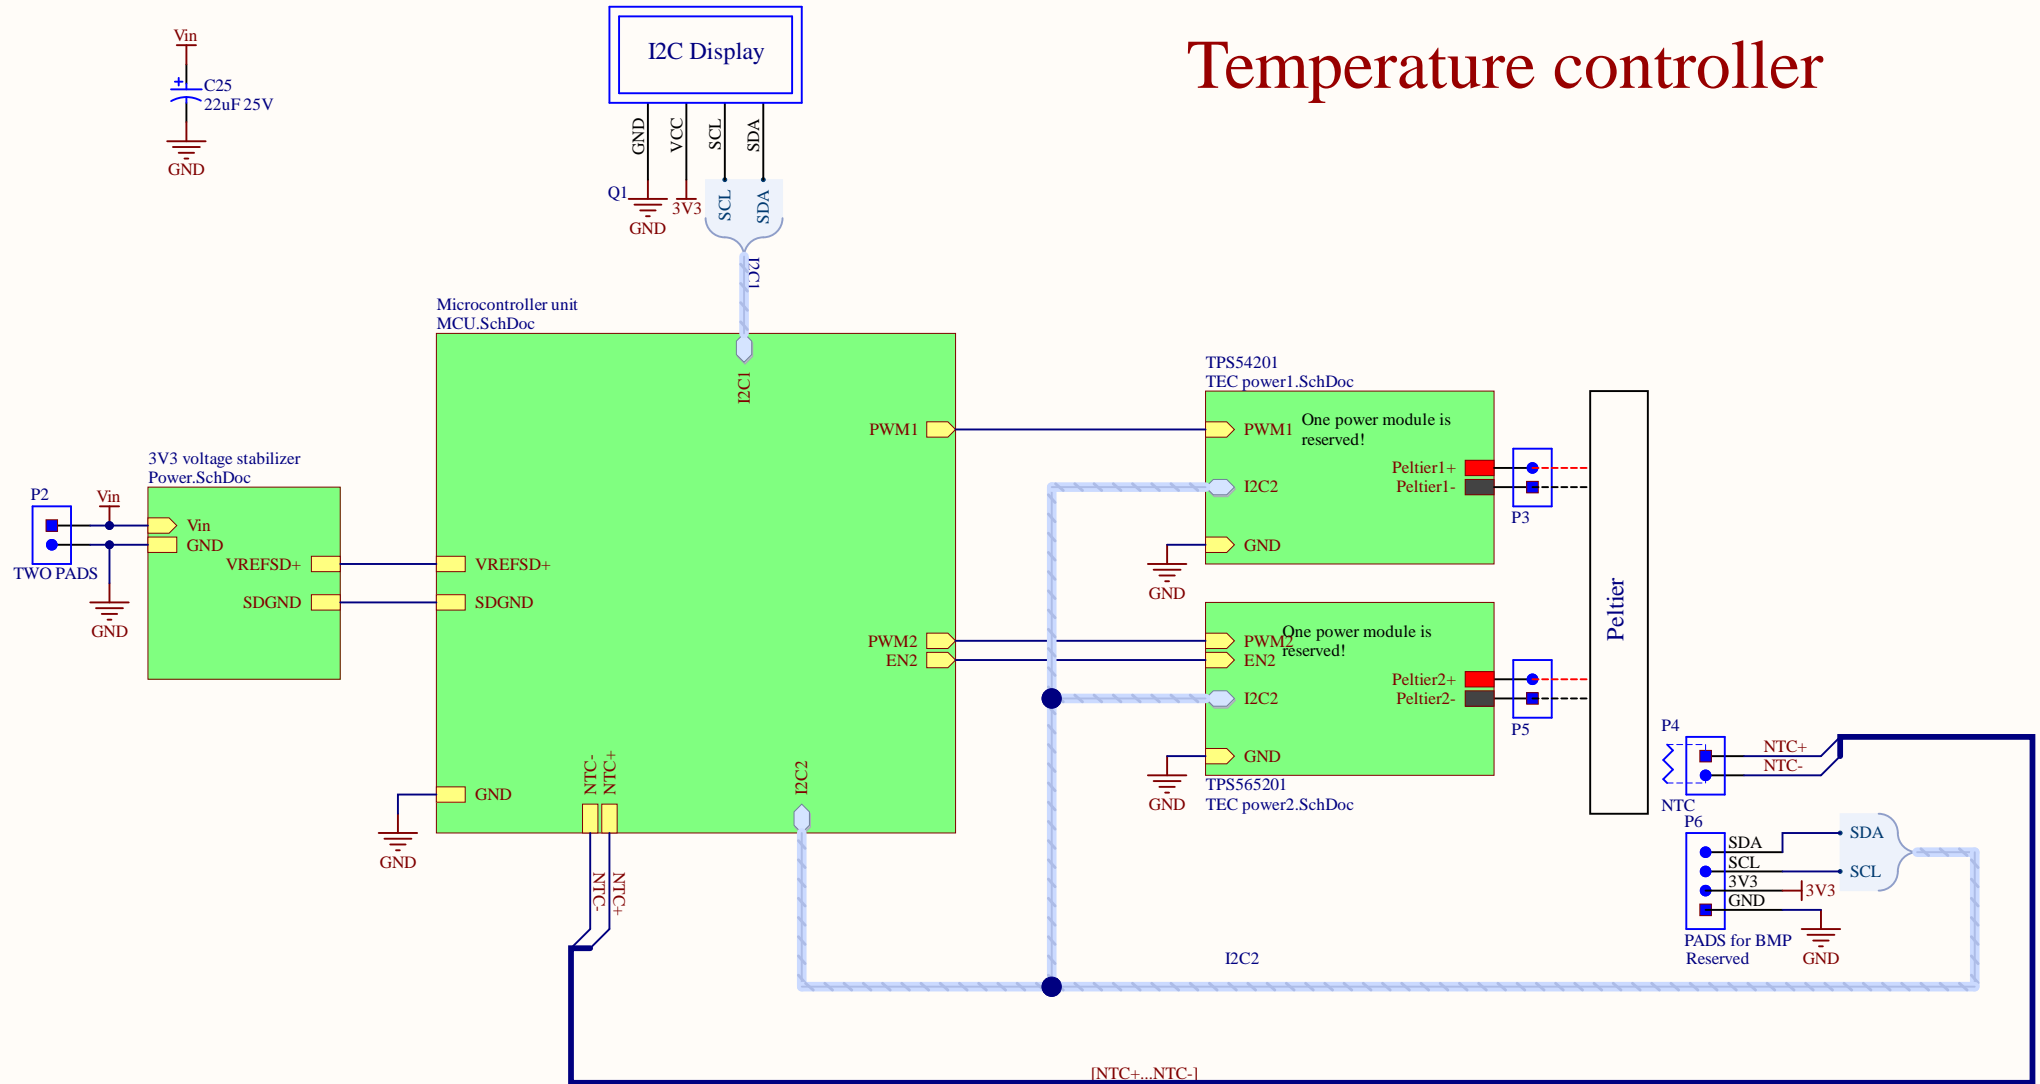 Temperature controller
Vin
C25
22uF 25V
GND
I2C Display
GND
VCC
SCL
SDA
Q1
GND
3V3
SCL
SDA
I2C1
Microcontroller unit
MCU.SchDoc
I2C1
PWM1
VREFSD+
SDGND
PWM2
EN2
GND
NTC-
NTC+
I2C2
GND
NTC-
NTC+
3V3 voltage stabilizer
Power.SchDoc
P2
Vin
TWO PADS
GND
Vin
GND
VREFSD+
SDGND
TPS54201
TEC power1.SchDoc
PWM1
One power module is
reserved!
Peltier1+
Peltier1-
I2C2
GND
GND
P3
PWM2
One power module is
reserved!
EN2
Peltier2+
Peltier2-
I2C2
GND
GND
TPS565201
TEC power2.SchDoc
P5
Peltier
P4
NTC+
NTC-
NTC
P6
SDA
SCL
3V3
GND
3V3
SDA
SCL
PADS for BMP
Reserved
GND
I2C2
[NTC+...NTC-]